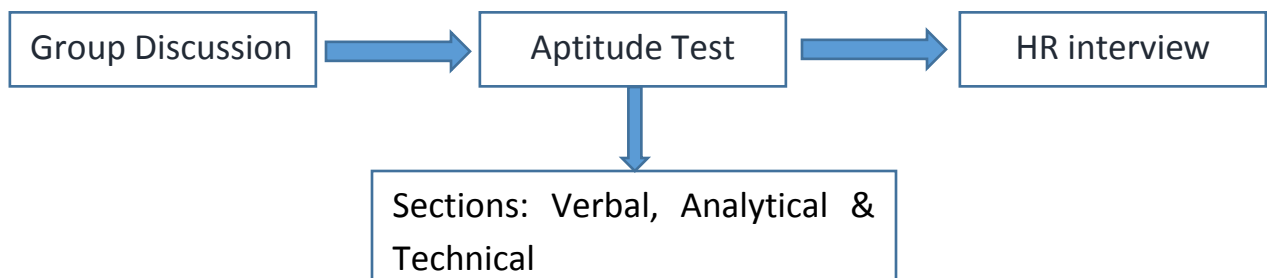 Group Discussion
Aptitude Test
HR interview
Sections: Verbal, Analytical &
Technical